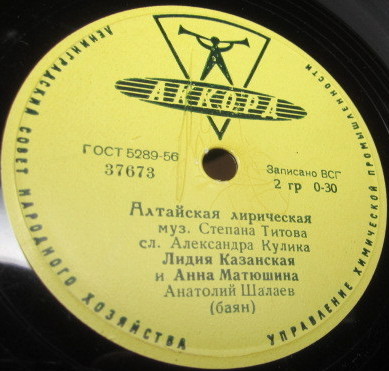 ЛЕНИНГРАДСКИЙ СОВЕТ НАРОДНОГО ХОЗЯЙСТВА
УПРАВЛЕНИЕ ХИМИЧЕСКОЙ ПРОМЫШЛЕННОСТИ
АККОРД
ГОСТ 5289-56
37673
Записано ВСГ
2 гр 0-30
Алтайская лирическая
муз. Степана Титова
сл. Александра Кулика
Лидия Казанская
и Анна Матюшина
Анатолий Шалаев
(баян)